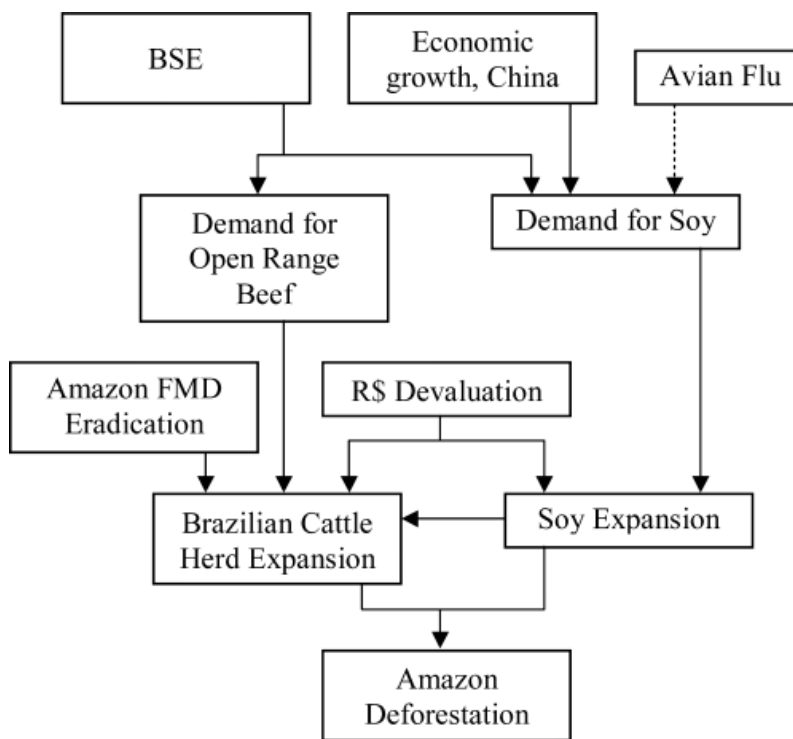 BSE
Economic
growth, China
Avian Flu
Demand for
Open Range
Beef
Demand for Soy
Amazon FMD
Eradication
R$ Devaluation
Brazilian Cattle
Herd Expansion
Soy Expansion
Amazon
Deforestation